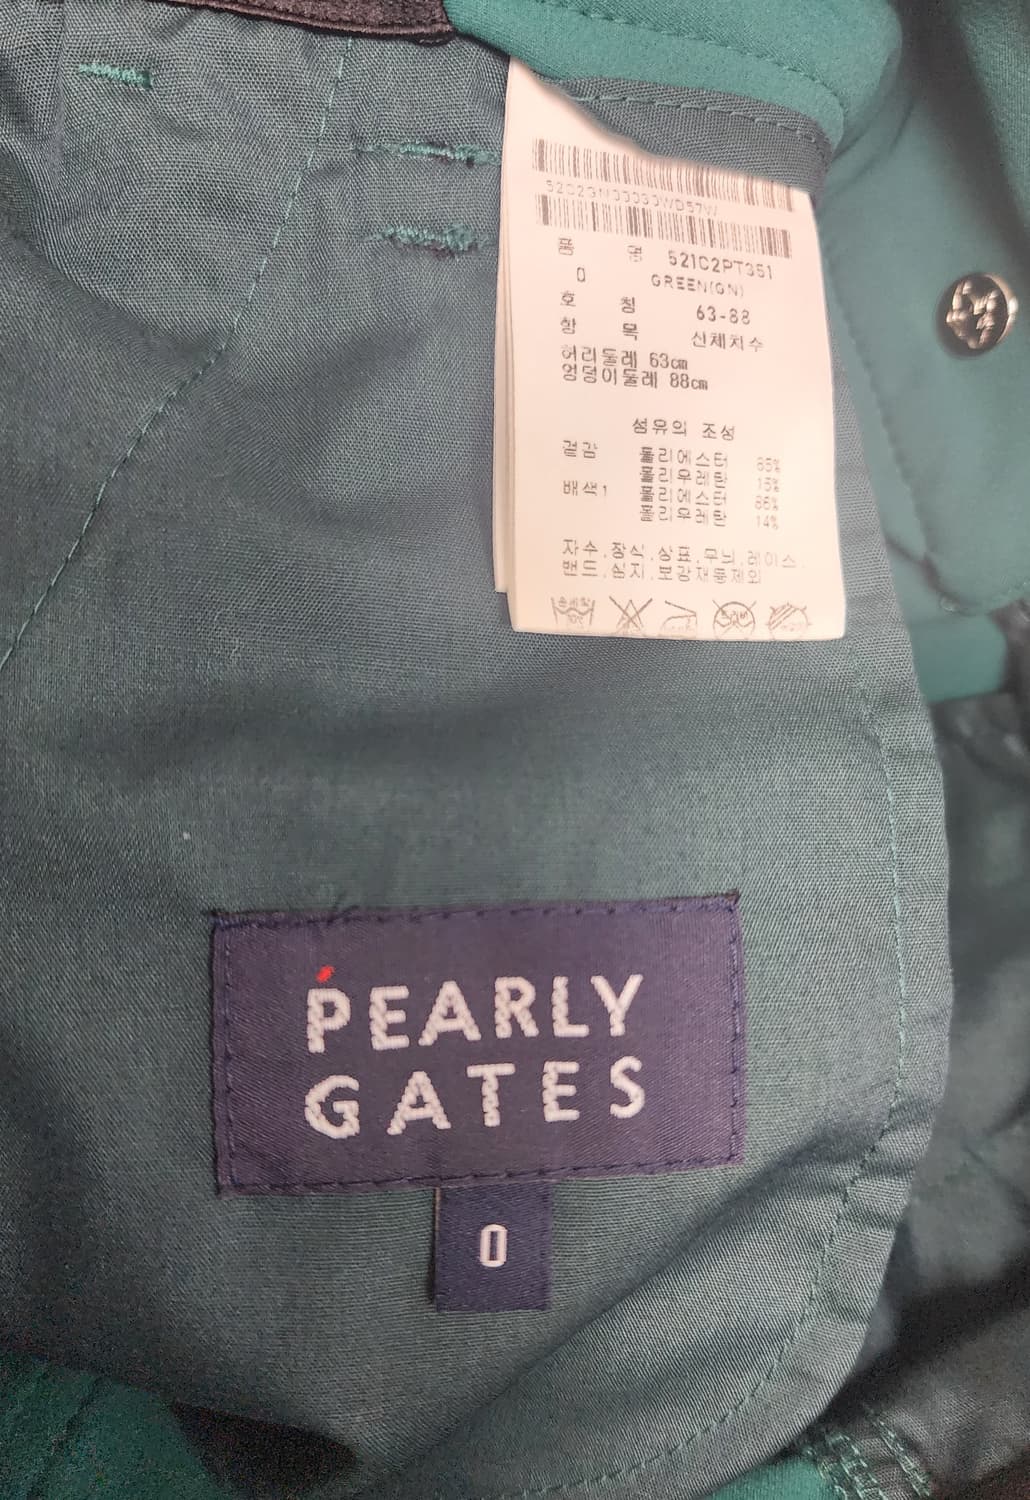 품 명 521C2PT351
0 GREEN(GN)
호 칭 63-88
항 목 신체치수
허리둘레 63cm
엉덩이둘레 88cm
섬유의 조성
겉감 폴리에스터 85%
폴리우레탄 15%
배색1 폴리에스터 86%
폴리우레탄 14%
자수,장식,상표,무늬,레이스,
밴드,심지,보강재등제외
PEARLY
GATES
0